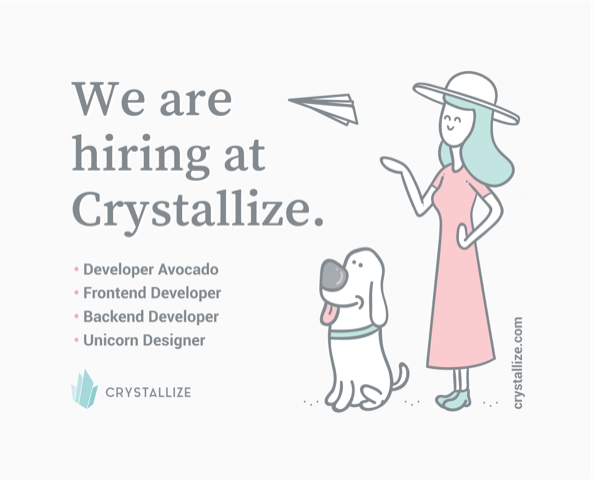 We are
hiring at
Crystallize.
• Developer Avocado
• Frontend Developer
• Backend Developer
• Unicorn Designer
CRYSTALLIZE
crystallize.com